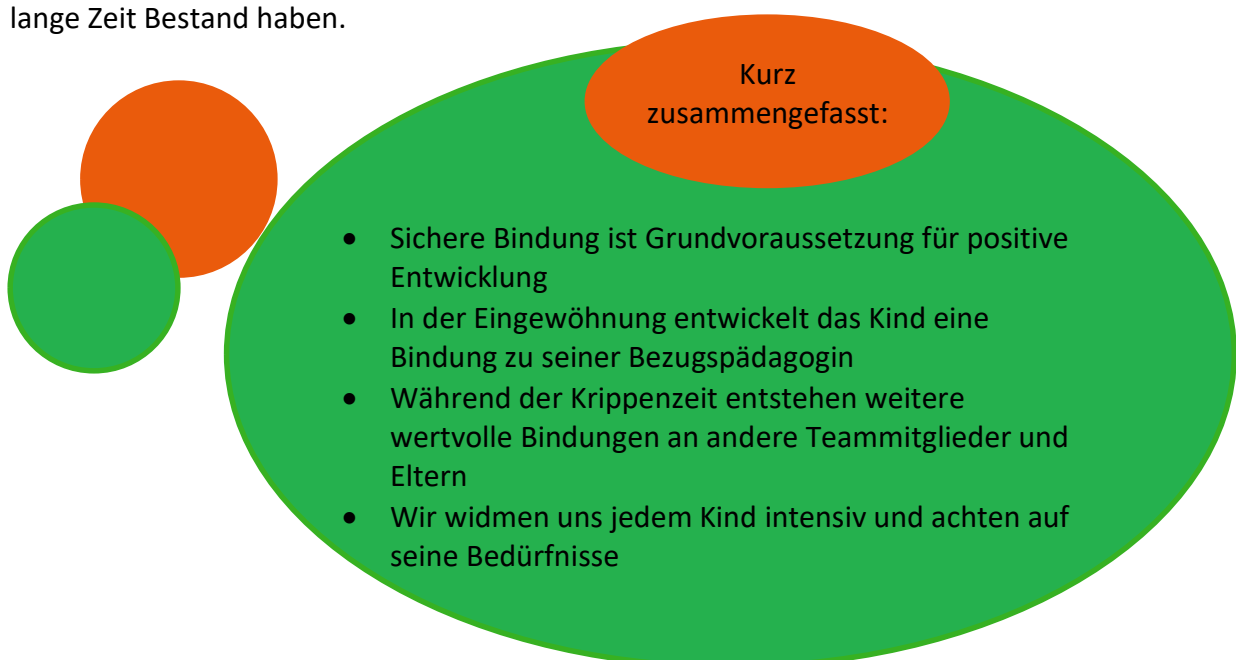 lange Zeit Bestand haben.
Kurz
zusammengefasst:
• Sichere Bindung ist Grundvoraussetzung für positive
Entwicklung
• In der Eingewöhnung entwickelt das Kind eine
Bindung zu seiner Bezugspädagogin
• Während der Krippenzeit entstehen weitere
wertvolle Bindungen an andere Teammitglieder und
Eltern
• Wir widmen uns jedem Kind intensiv und achten auf
seine Bedürfnisse